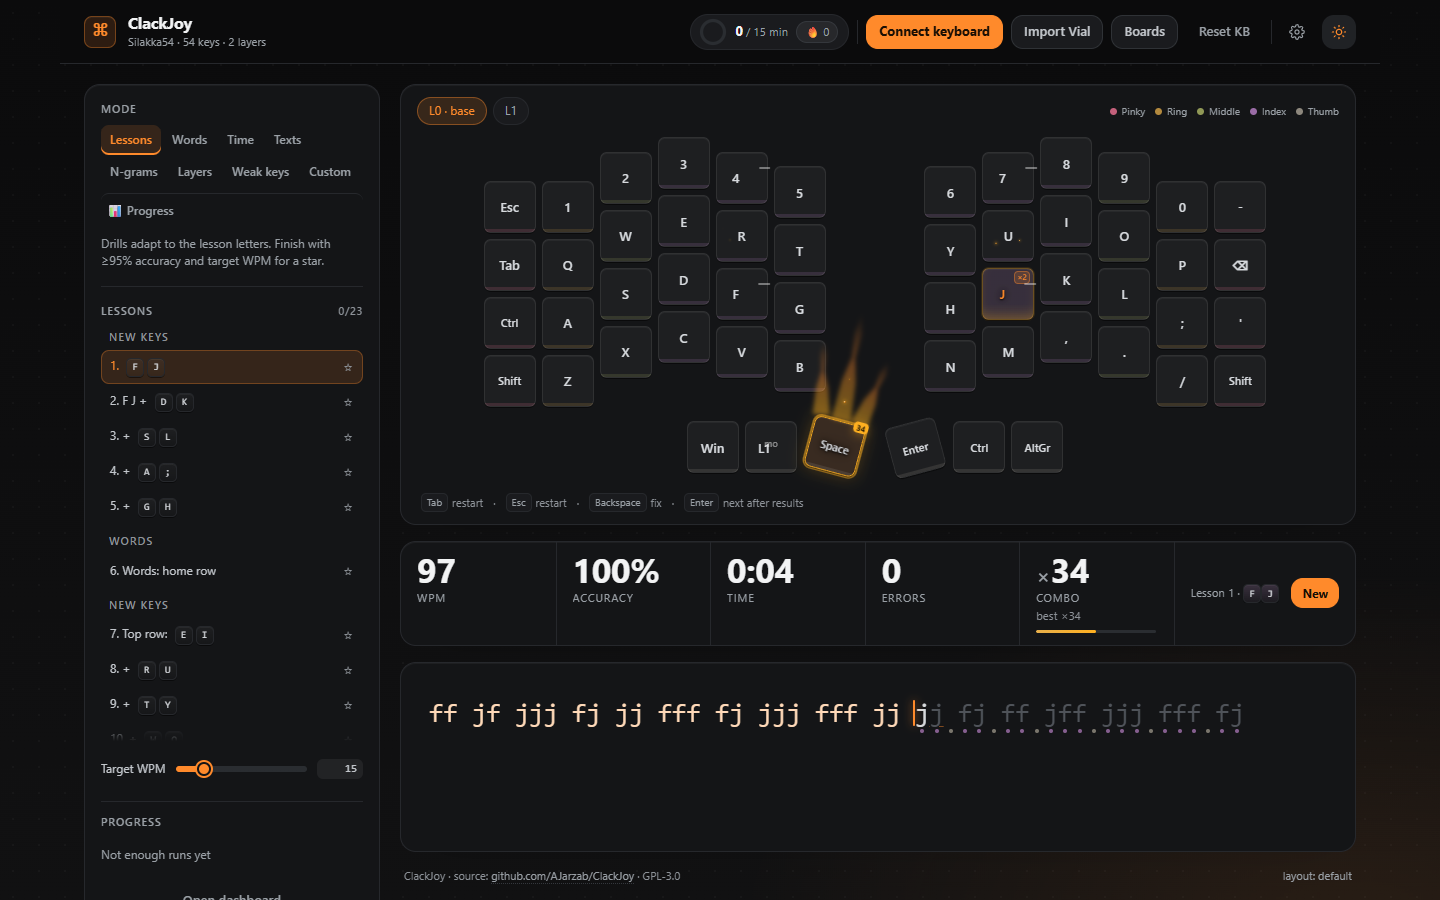 ⌘
ClackJoy
Silakka54 · 54 keys · 2 layers
0 / 15 min 🔥 0
Connect keyboard
Import Vial
Boards
Reset KB
MODE
Lessons Words Time Texts
N-grams Layers Weak keys Custom
📊 Progress
Drills adapt to the lesson letters. Finish with
≥95% accuracy and target WPM for a star.
LESSONS 0/23
NEW KEYS
1. F J ☆
2. F J + D K ☆
3. + S L ☆
4. + A ; ☆
5. + G H ☆
WORDS
6. Words: home row ☆
NEW KEYS
7. Top row: E I ☆
8. + R U ☆
9. + T Y ☆
Target WPM 15
PROGRESS
Not enough runs yet
Open dashboard
L0 · base L1
Pinky Ring Middle Index Thumb
Esc 1 2 3 4 5 6 7 8 9 0 -
Tab Q W E R T Y U I O P ⌫
Ctrl A S D F G H J ×2 K L ; '
Shift Z X C V B N M , . / Shift
Win L1 mo Space 34 Enter Ctrl AltGr
Tab restart · Esc restart · Backspace fix · Enter next after results
97
WPM
100%
ACCURACY
0:04
TIME
0
ERRORS
×34
COMBO
best ×34
Lesson 1 · F J
New
ff jf jjj fj jj fff fj jjj fff jj jj fj ff jff jjj fff fj
ClackJoy · source: github.com/AJarzab/ClackJoy · GPL-3.0
layout: default